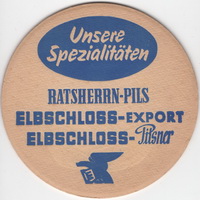 Unsere
Spezialitäten
RATSHERRN-PILS
ELBSCHLOSS-EXPORT
ELBSCHLOSS-Pilsner
E